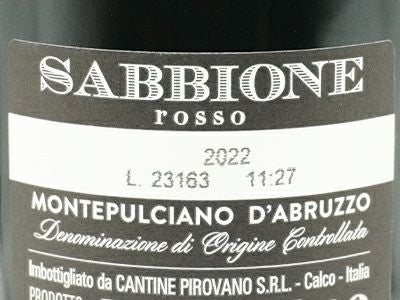 SABBIONE
rosso
2022
L. 23163 11:27
MONTEPULCIANO D'ABRUZZO
Denominazione di Origine Controllata
Imbottigliato da CANTINE PIROVANO S.R.L. - Calco - Italia